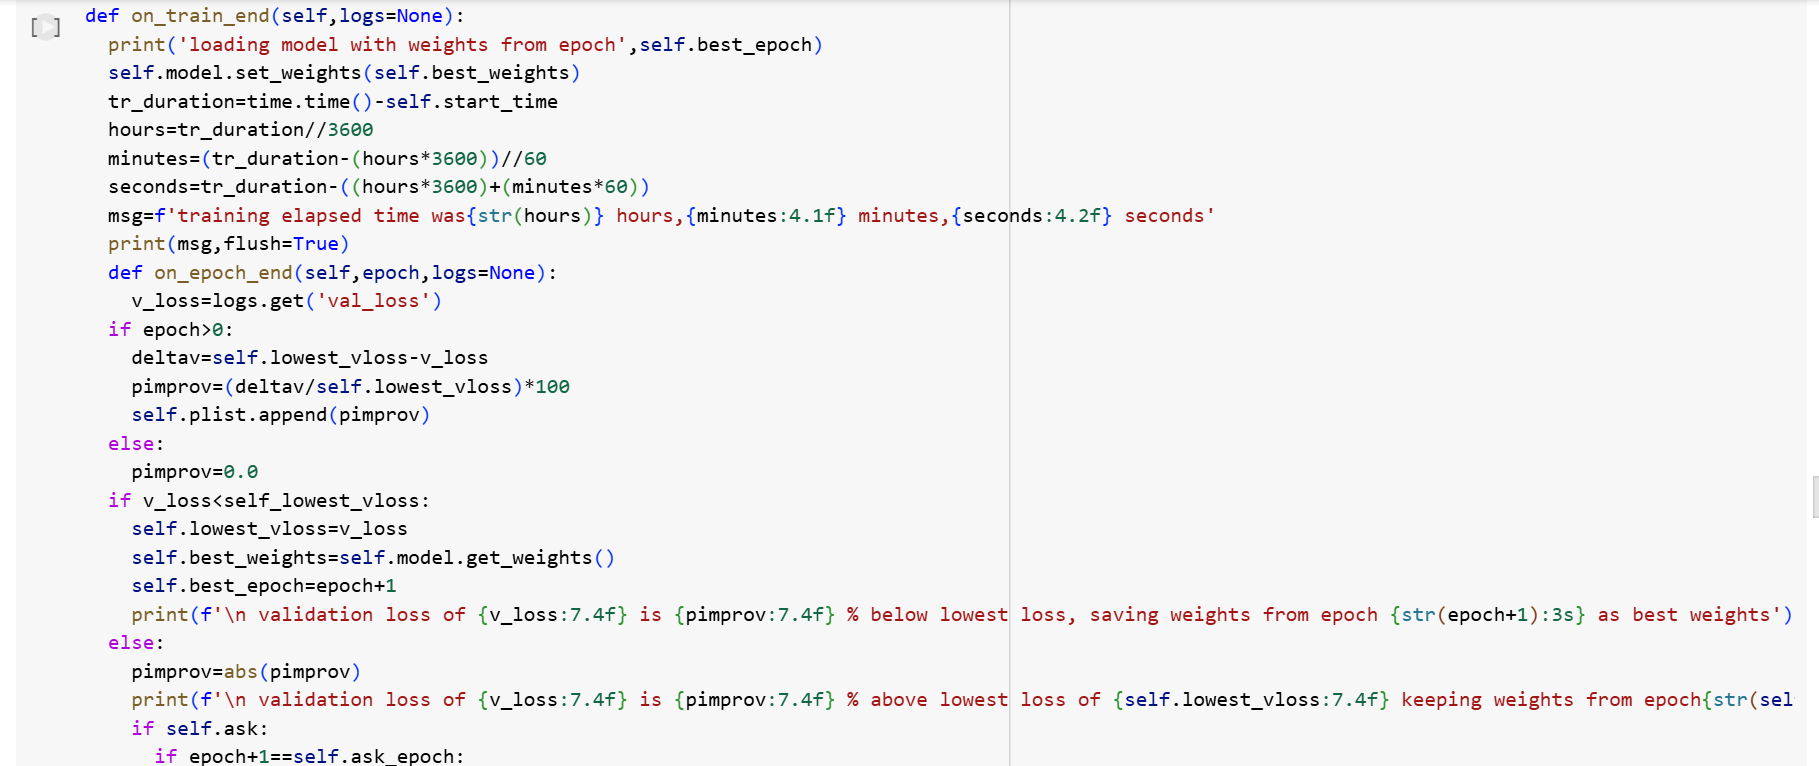 [ ]
def on_train_end(self,logs=None):
  print('loading model with weights from epoch',self.best_epoch)
  self.model.set_weights(self.best_weights)
  tr_duration=time.time()-self.start_time
  hours=tr_duration//3600
  minutes=(tr_duration-(hours*3600))//60
  seconds=tr_duration-((hours*3600)+(minutes*60))
  msg=f'training elapsed time was{str(hours)} hours,{minutes:4.1f} minutes,{seconds:4.2f} seconds'
  print(msg,flush=True)
  def on_epoch_end(self,epoch,logs=None):
    v_loss=logs.get('val_loss')
  if epoch>0:
    deltav=self.lowest_vloss-v_loss
    pimprov=(deltav/self.lowest_vloss)*100
    self.plist.append(pimprov)
  else:
    pimprov=0.0
  if v_loss<self_lowest_vloss:
    self.lowest_vloss=v_loss
    self.best_weights=self.model.get_weights()
    self.best_epoch=epoch+1
    print(f'\n validation loss of {v_loss:7.4f} is {pimprov:7.4f} % below lowest loss, saving weights from epoch {str(epoch+1):3s} as best weights')
  else:
    pimprov=abs(pimprov)
    print(f'\n validation loss of {v_loss:7.4f} is {pimprov:7.4f} % above lowest loss of {self.lowest_vloss:7.4f} keeping weights from epoch{str(sel
    if self.ask:
      if epoch+1==self.ask_epoch: